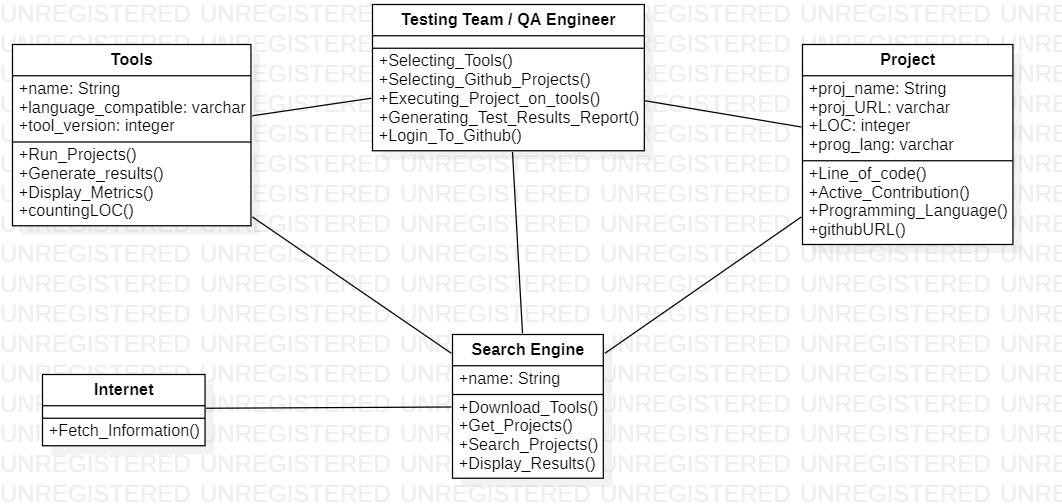 Testing Team / QA Engineer
+Selecting_Tools()
+Selecting_Github_Projects()
+Executing_Project_on_tools()
+Generating_Test_Results_Report()
+Login_To_Github()
Tools
+name: String
+language_compatible: varchar
+tool_version: integer
+Run_Projects()
+Generate_results()
+Display_Metrics()
+countingLOC()
Project
+proj_name: String
+proj_URL: varchar
+LOC: integer
+prog_lang: varchar
+Line_of_code()
+Active_Contribution()
+Programming_Language()
+githubURL()
Search Engine
+name: String
+Download_Tools()
+Get_Projects()
+Search_Projects()
+Display_Results()
Internet
+Fetch_Information()
UNREGISTERED